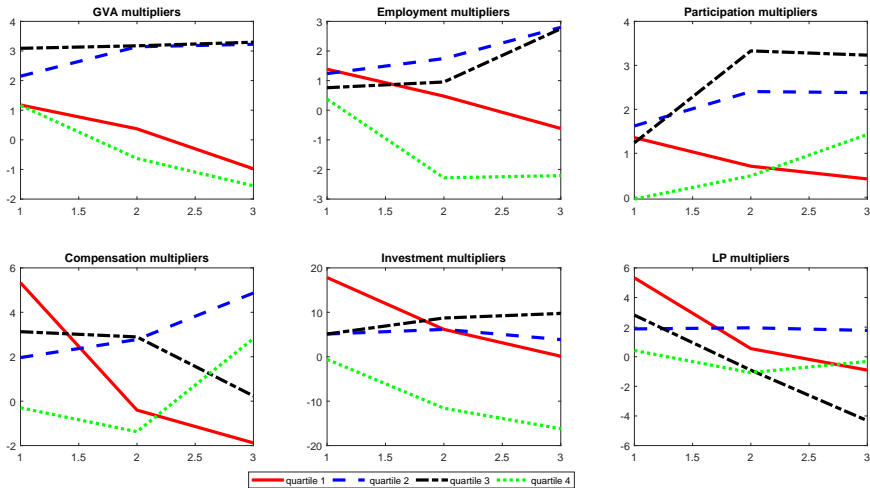 GVA multipliers
4
3
2
1
0
-1
-2
1 1.5 2 2.5 3
Employment multipliers
3
2
1
0
-1
-2
-3
1 1.5 2 2.5 3
Participation multipliers
4
3
2
1
0
1 1.5 2 2.5 3
Compensation multipliers
6
4
2
0
-2
1 1.5 2 2.5 3
Investment multipliers
20
10
0
-10
-20
1 1.5 2 2.5 3
LP multipliers
6
4
2
0
-2
-4
-6
1 1.5 2 2.5 3
quartile 1 quartile 2 quartile 3 quartile 4